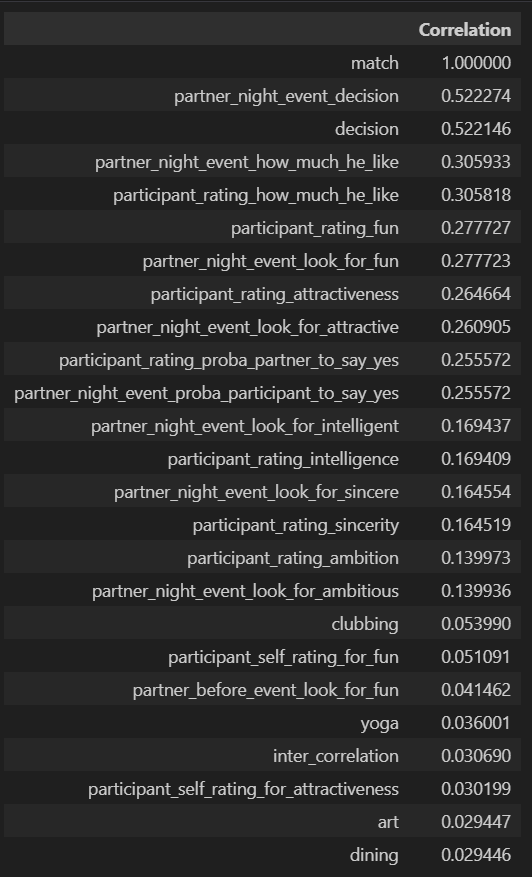 Correlation
match 1.000000
partner_night_event_decision 0.522274
decision 0.522146
partner_night_event_how_much_he_like 0.305933
participant_rating_how_much_he_like 0.305818
participant_rating_fun 0.277727
partner_night_event_look_for_fun 0.277723
participant_rating_attractiveness 0.264664
partner_night_event_look_for_attractive 0.260905
participant_rating_proba_partner_to_say_yes 0.255572
partner_night_event_proba_participant_to_say_yes 0.255572
partner_night_event_look_for_intelligent 0.169437
participant_rating_intelligence 0.169409
partner_night_event_look_for_sincere 0.164554
participant_rating_sincerity 0.164519
participant_rating_ambition 0.139973
partner_night_event_look_for_ambitious 0.139936
clubbing 0.053990
participant_self_rating_for_fun 0.051091
partner_before_event_look_for_fun 0.041462
yoga 0.036001
inter_correlation 0.030690
participant_self_rating_for_attractiveness 0.030199
art 0.029447
dining 0.029446